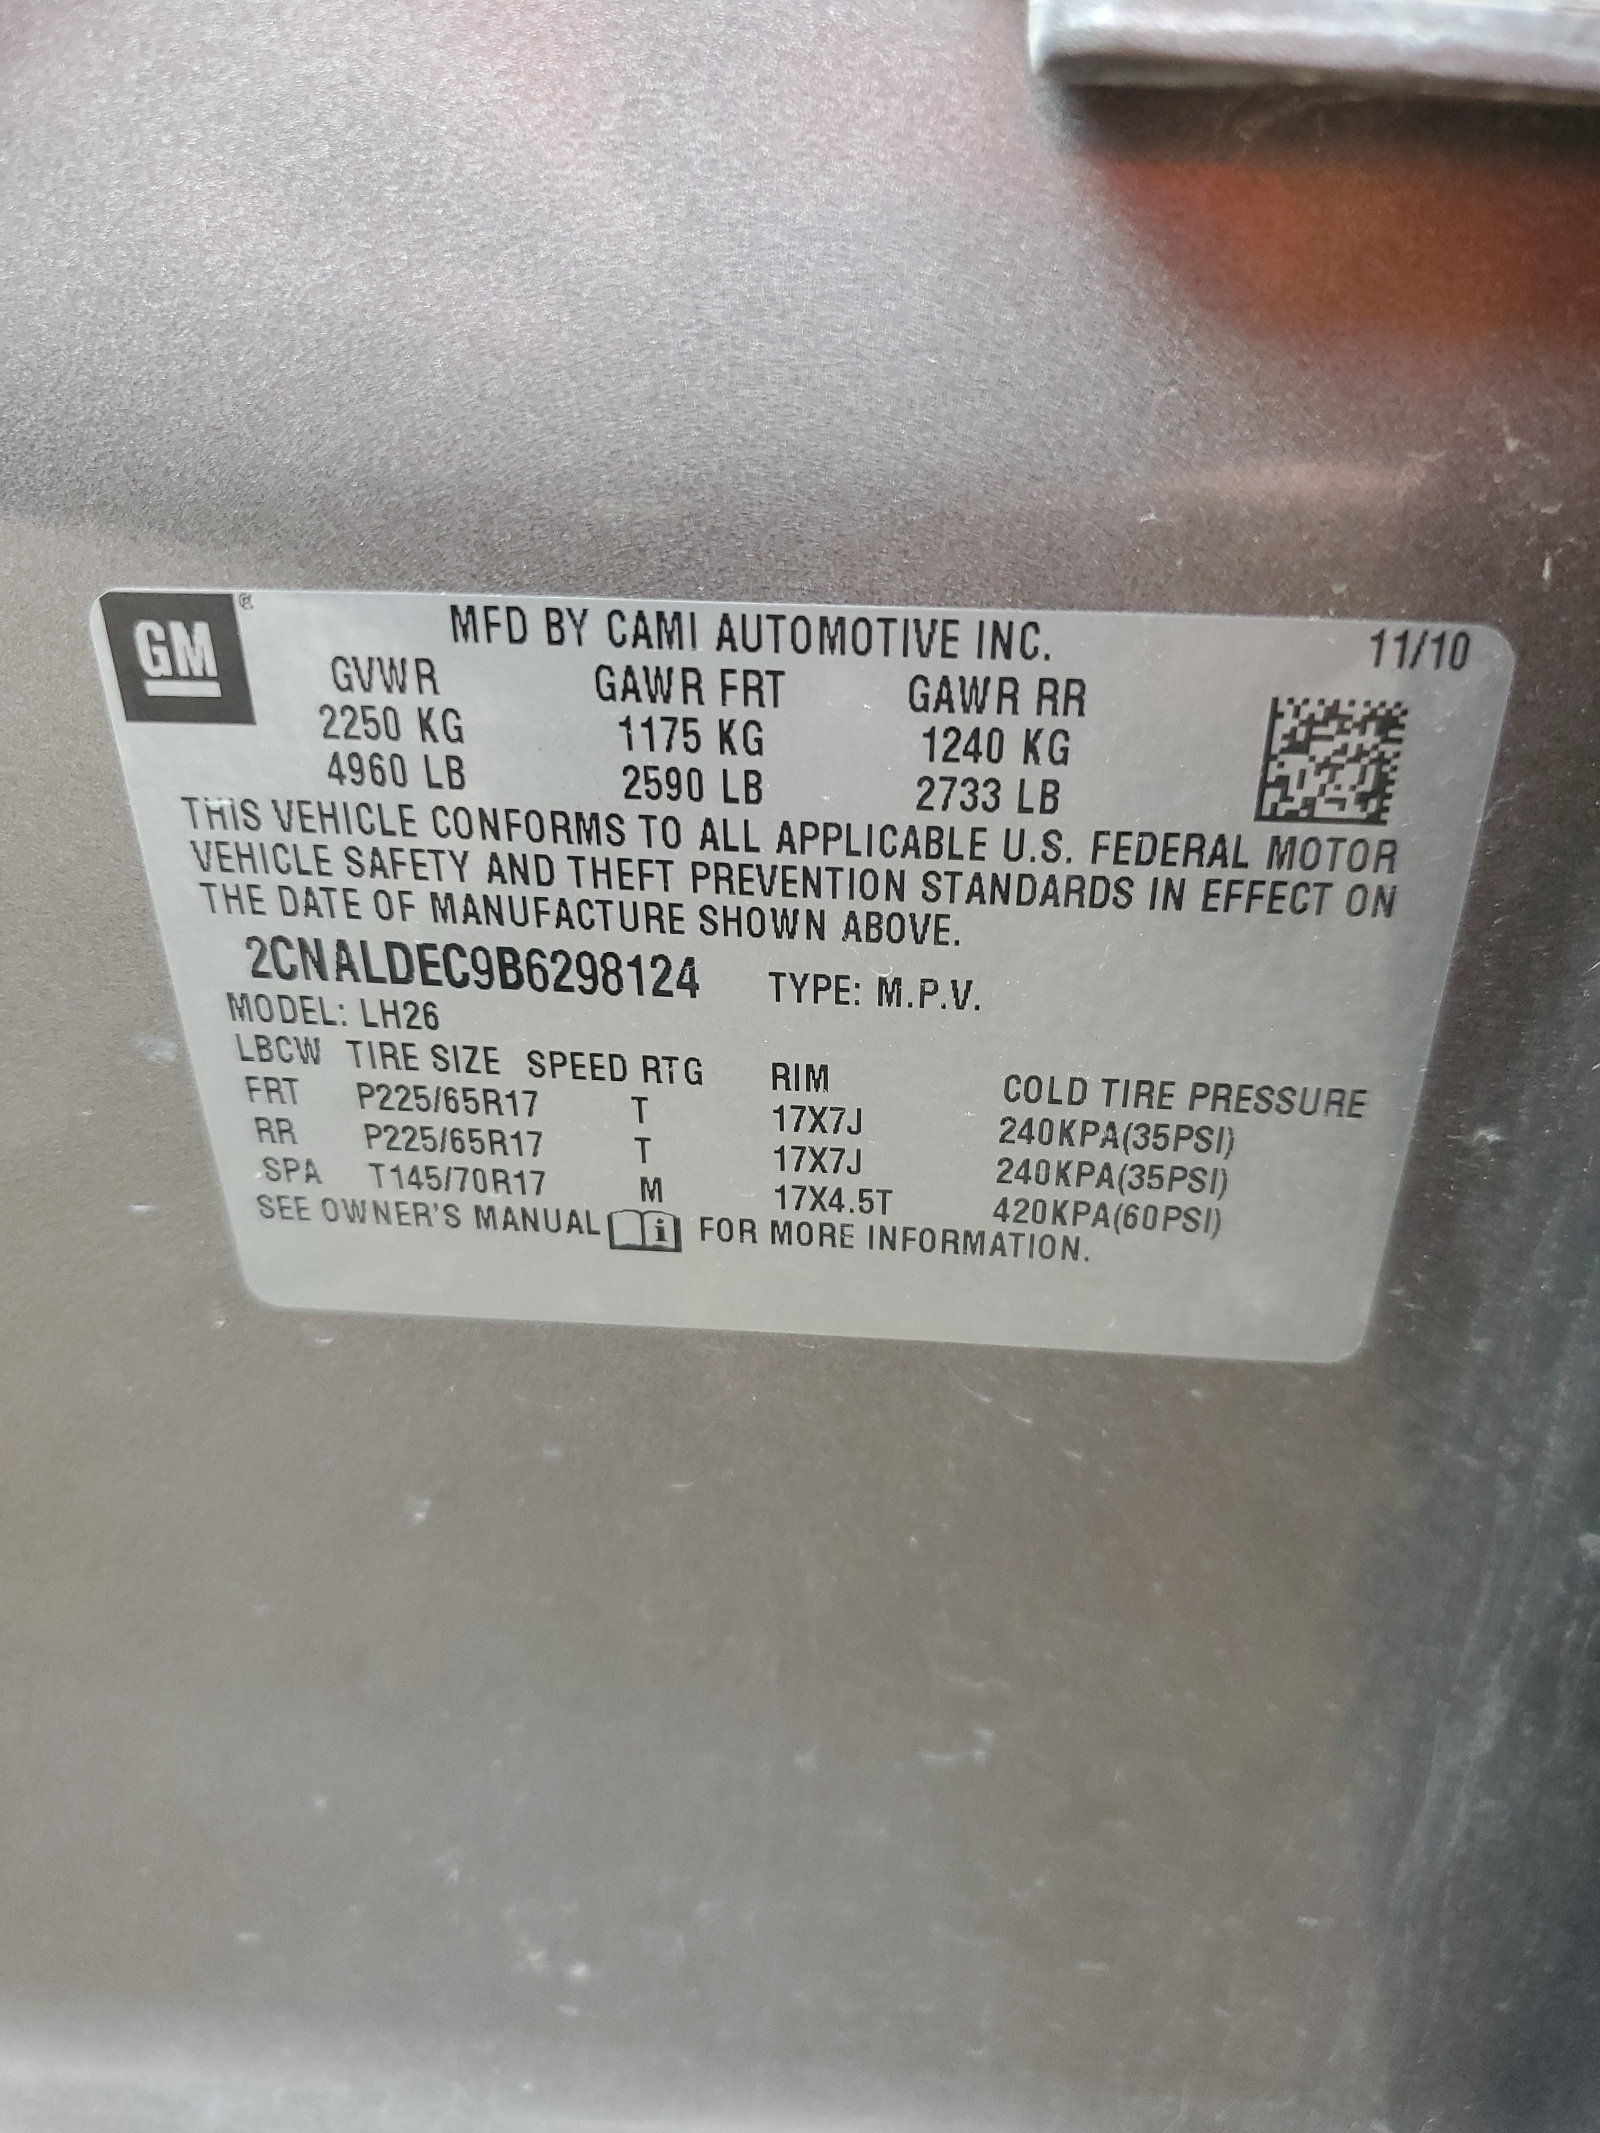 GM®
MFD BY CAMI AUTOMOTIVE INC. 11/10
GVWR GAWR FRT GAWR RR
2250 KG 1175 KG 1240 KG
4960 LB 2590 LB 2733 LB
THIS VEHICLE CONFORMS TO ALL APPLICABLE U.S. FEDERAL MOTOR
VEHICLE SAFETY AND THEFT PREVENTION STANDARDS IN EFFECT ON
THE DATE OF MANUFACTURE SHOWN ABOVE.
2CNALDEC9B6298124 TYPE: M.P.V.
MODEL: LH26
LBCW TIRE SIZE SPEED RTG RIM COLD TIRE PRESSURE
FRT P225/65R17 T 17X7J 240KPA(35PSI)
RR P225/65R17 T 17X7J 240KPA(35PSI)
SPA T145/70R17 M 17X4.5T 420KPA(60PSI)
SEE OWNER'S MANUAL i FOR MORE INFORMATION.